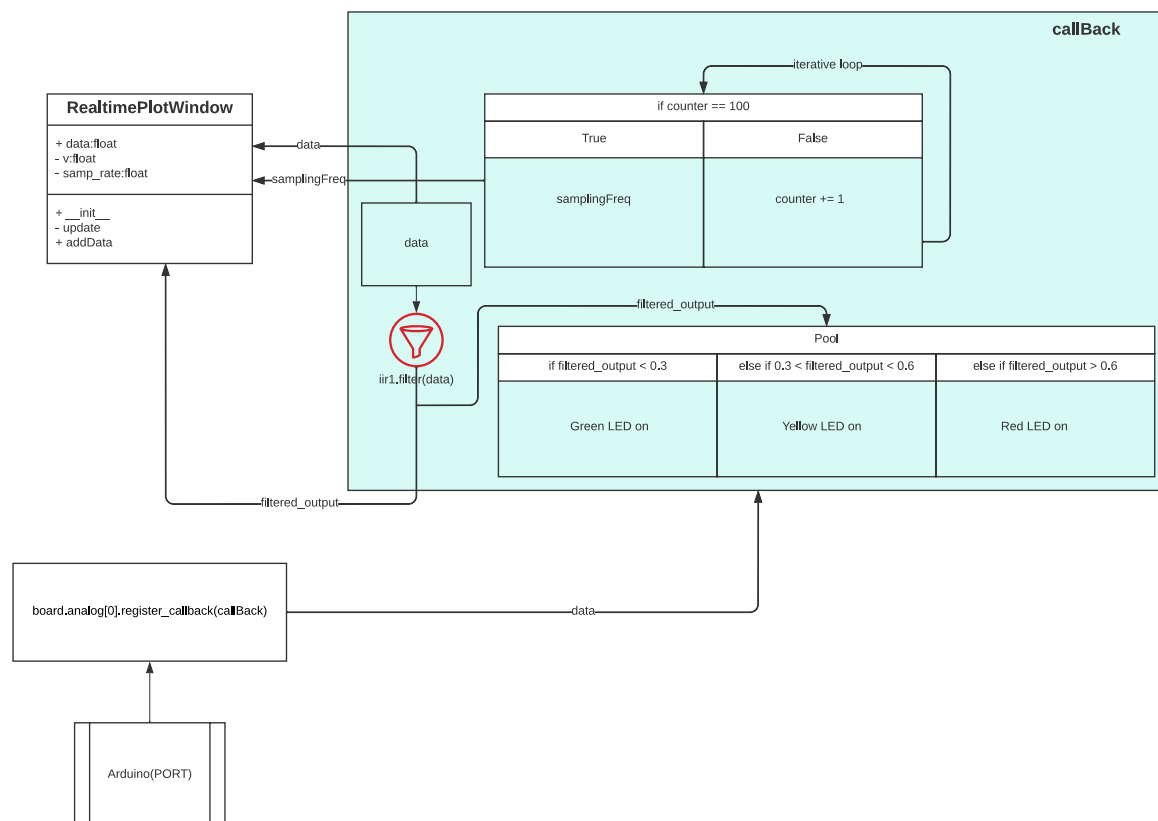 callBack
iterative loop
RealtimePlotWindow
+ data:float
- v:float
- samp_rate:float
+ __init__
- update
+ addData
data
samplingFreq
if counter == 100
True
False
samplingFreq
counter += 1
data
iir1.filter(data)
filtered_output
Pool
if filtered_output < 0.3
else if 0.3 < filtered_output < 0.6
else if filtered_output > 0.6
Green LED on
Yellow LED on
Red LED on
filtered_output
board.analog[0].register_callback(callBack)
data
Arduino(PORT)